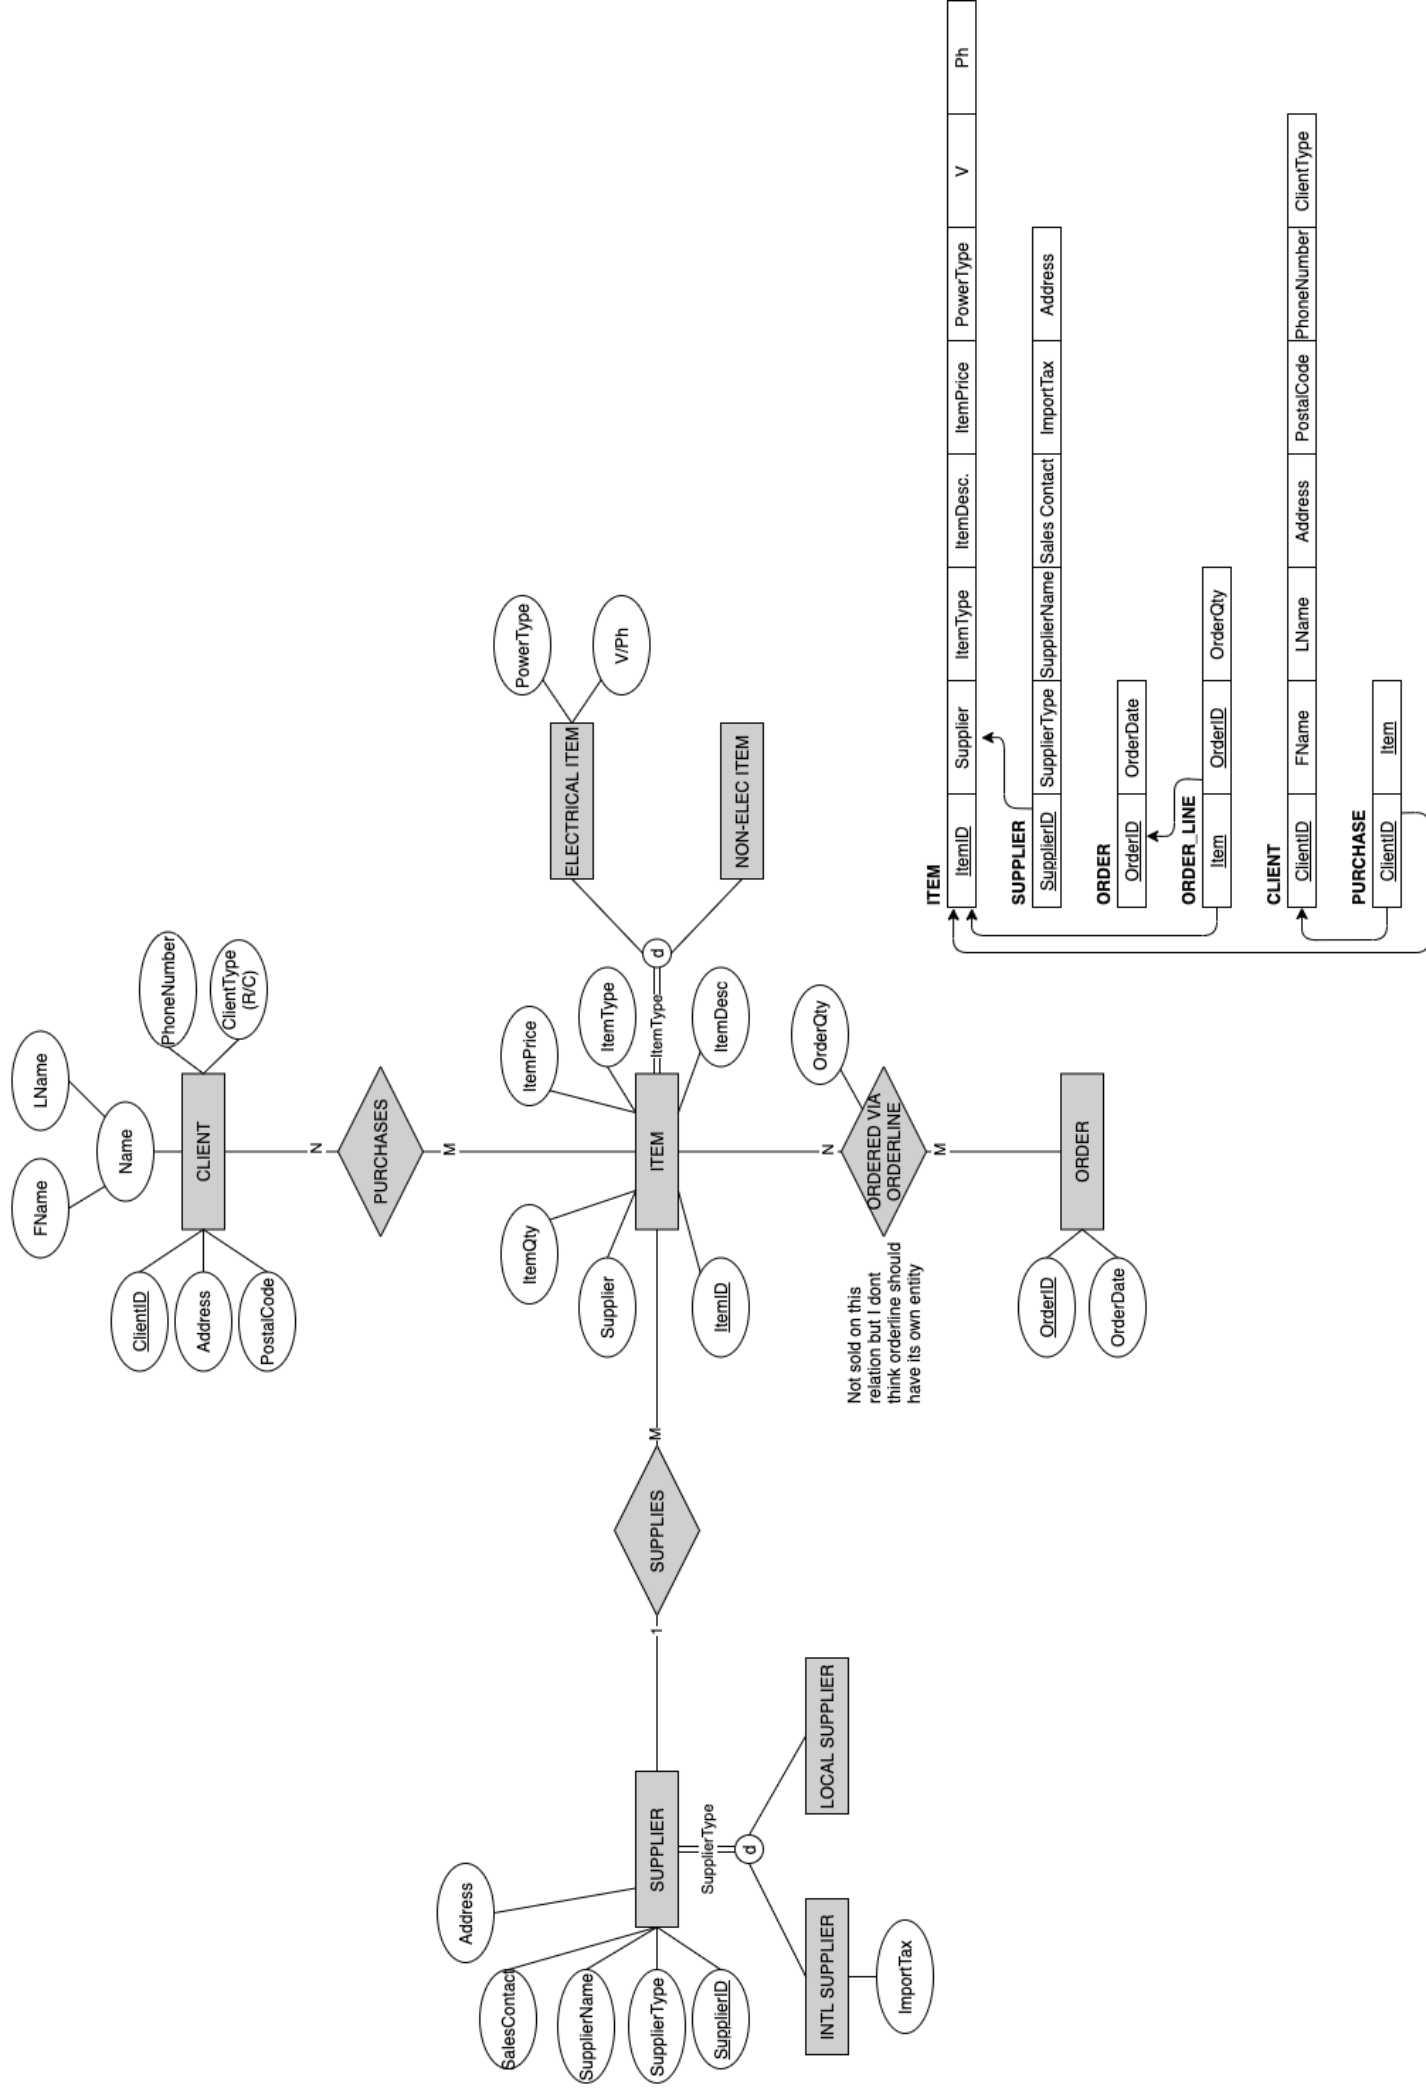 FName
LName
Name
ClientID
Address
PostalCode
CLIENT
PhoneNumber
ClientType
(R/C)
N
PURCHASES
M
Address
SalesContact
SupplierName
SupplierType
SupplierID
SUPPLIER
1
SUPPLIES
M
ItemQty
Supplier
ItemID
ITEM
ItemPrice
ItemType
ItemDesc
ItemType
d
ELECTRICAL ITEM
PowerType
V/Ph
NON-ELEC ITEM
SupplierType
d
INTL SUPPLIER
ImportTax
LOCAL SUPPLIER
N
ORDERED VIA
ORDERLINE
OrderQty
M
Not sold on this
relation but I dont
think orderline should
have its own entity
ORDER
OrderID
OrderDate
ITEM
ItemID Supplier ItemType ItemDesc. ItemPrice PowerType V Ph
SUPPLIER
SupplierID SupplierType SupplierName Sales Contact ImportTax Address
ORDER
OrderID OrderDate
ORDER_LINE
Item OrderID OrderQty
CLIENT
ClientID FName LName Address PostalCode PhoneNumber ClientType
PURCHASE
ClientID Item